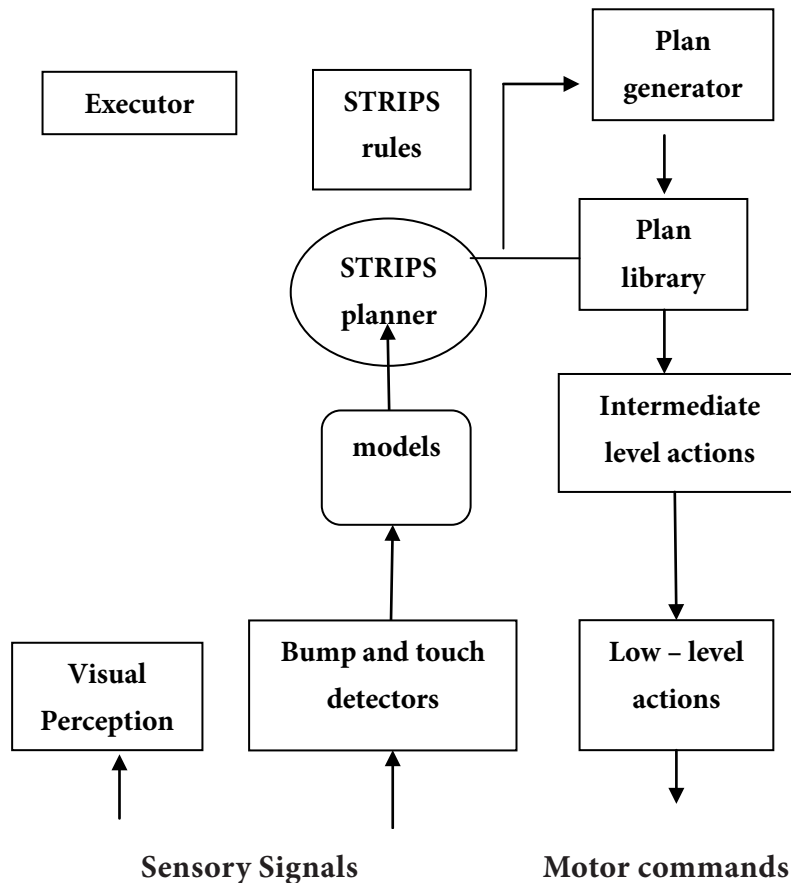 Executor
STRIPS
rules
Plan
generator
STRIPS
planner
Plan
library
models
Intermediate
level actions
Visual
Perception
Bump and touch
detectors
Low – level
actions
Sensory Signals
Motor commands